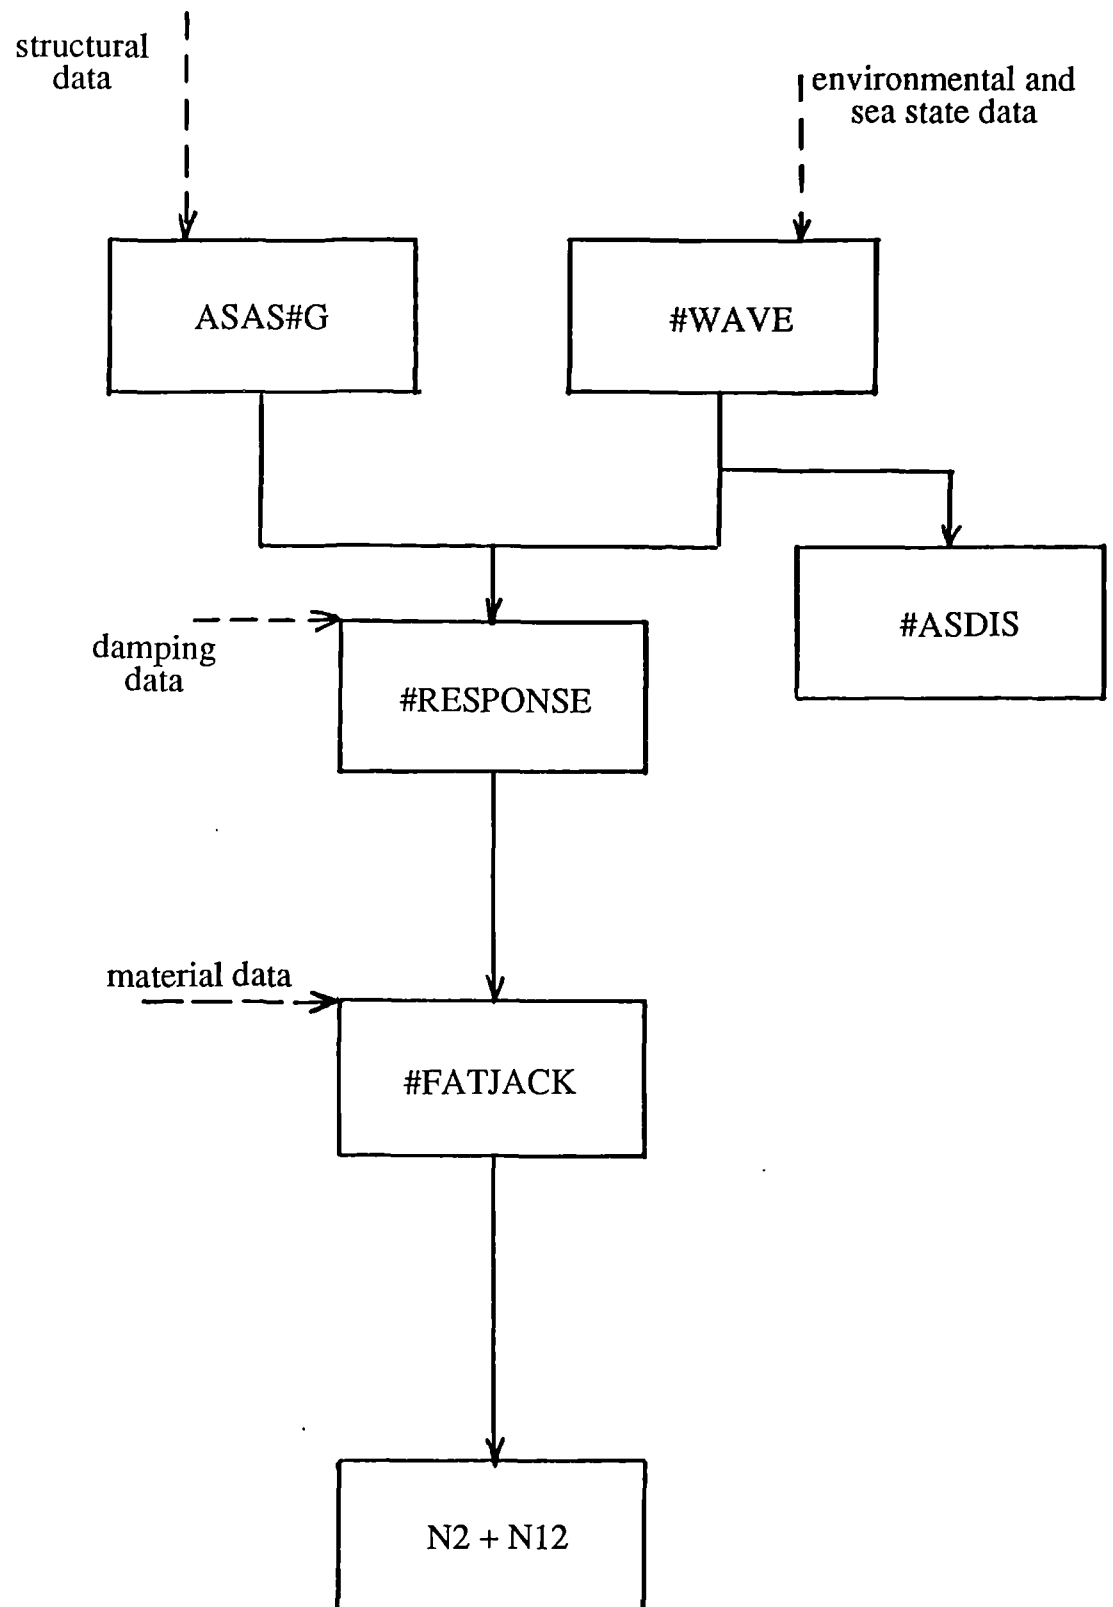 structural
data
environmental and
sea state data
ASAS#G
#WAVE
#ASDIS
damping
data
#RESPONSE
material data
#FATJACK
N2 + N12